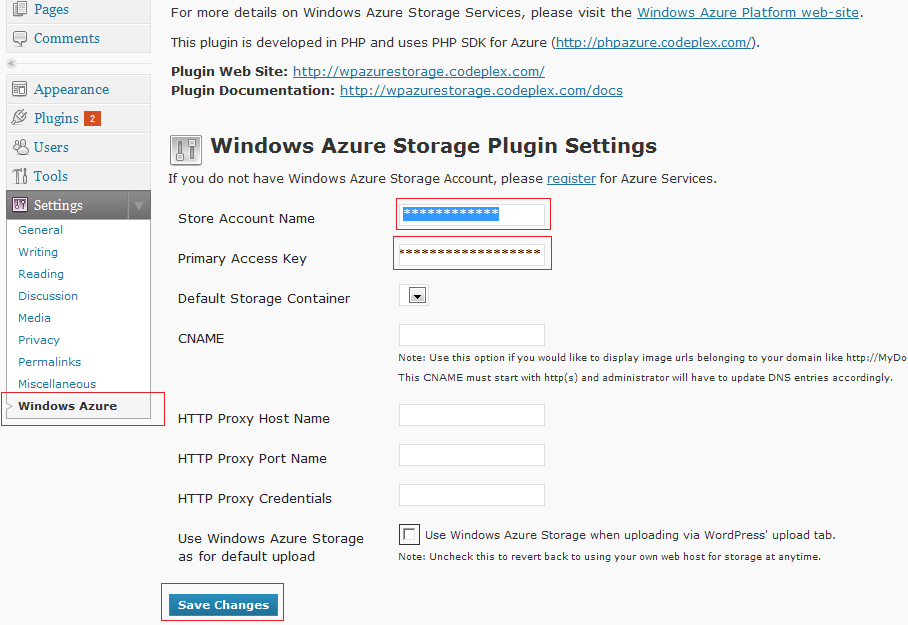 Pages
Comments
Appearance
Plugins 2
Users
Tools
Settings
General
Writing
Reading
Discussion
Media
Privacy
Permalinks
Miscellaneous
Windows Azure
For more details on Windows Azure Storage Services, please visit the Windows Azure Platform web-site.
This plugin is developed in PHP and uses PHP SDK for Azure (http://phpazure.codeplex.com/).
Plugin Web Site: http://wpazurestorage.codeplex.com/
Plugin Documentation: http://wpazurestorage.codeplex.com/docs
Windows Azure Storage Plugin Settings
If you do not have Windows Azure Storage Account, please register for Azure Services.
Store Account Name ************
Primary Access Key ******************
Default Storage Container
CNAME
Note: Use this option if you would like to display image urls belonging to your domain like http://MyDo
This CNAME must start with http(s) and administrator will have to update DNS entries accordingly.
HTTP Proxy Host Name
HTTP Proxy Port Name
HTTP Proxy Credentials
Use Windows Azure Storage
as for default upload
Use Windows Azure Storage when uploading via WordPress' upload tab.
Note: Uncheck this to revert back to using your own web host for storage at anytime.
Save Changes